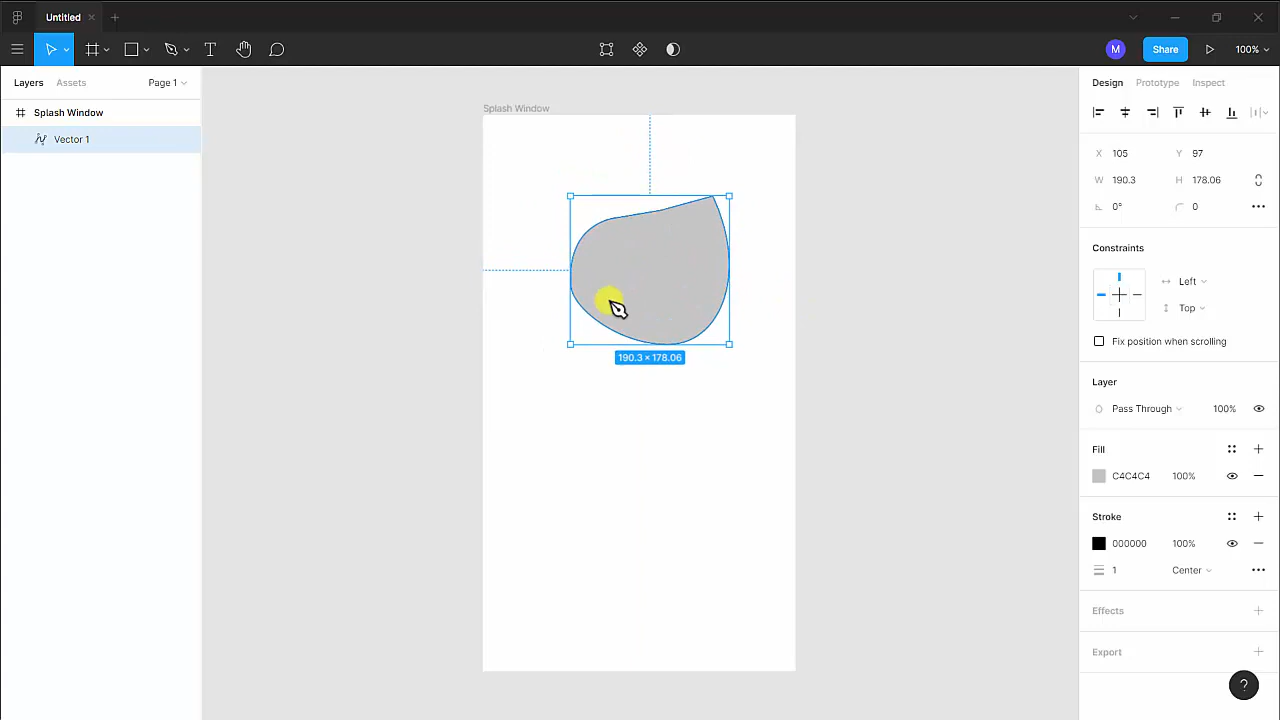 Untitled
M
Share
100%
Layers
Assets
Page 1
Design
Prototype
Inspect
Splash Window
Vector 1
Splash Window
190.3 × 178.06
X 105
Y 97
W 190.3
H 178.06
0°
0
Constraints
Left
Top
Fix position when scrolling
Layer
Pass Through
100%
Fill
C4C4C4
100%
Stroke
000000
100%
1
Center
Effects
Export
?